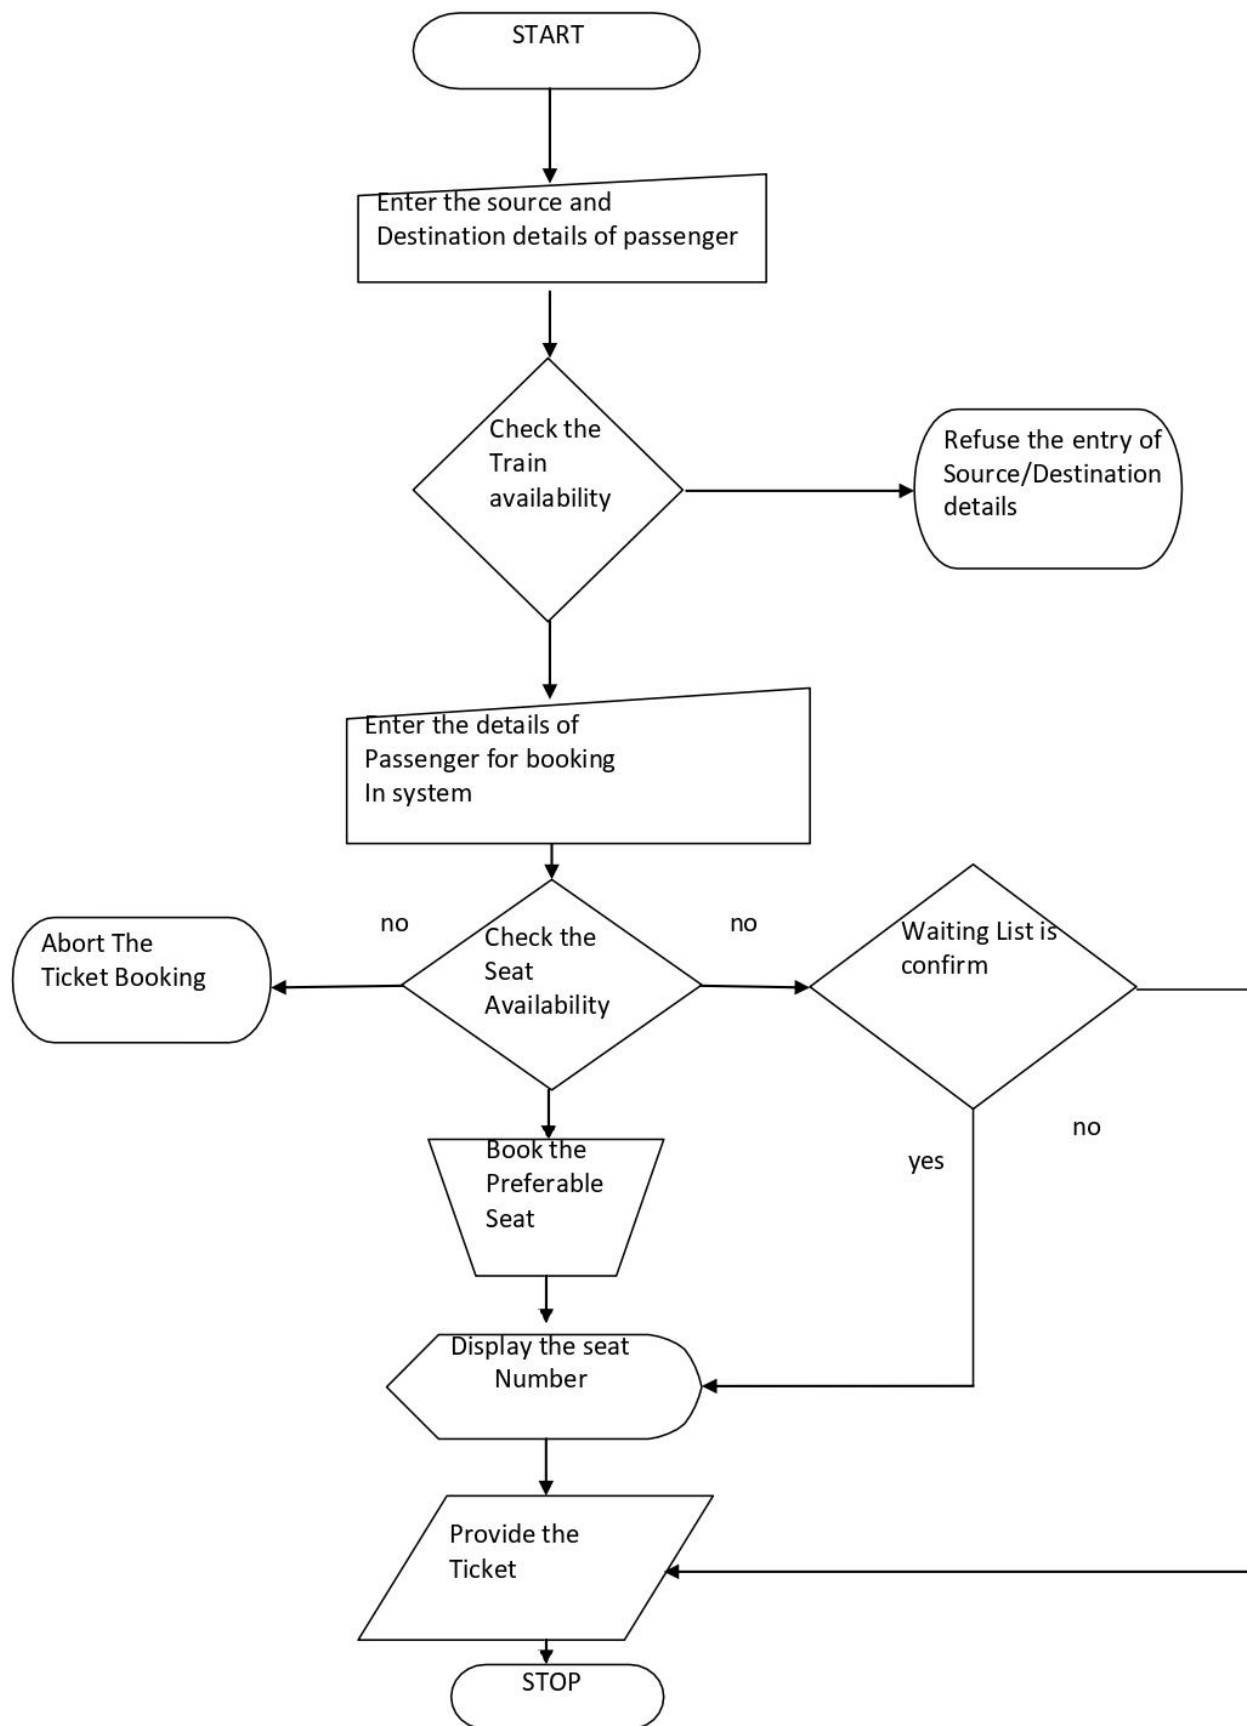 START
Enter the source and
Destination details of passenger
Check the
Train
availability
Refuse the entry of
Source/Destination
details
Enter the details of
Passenger for booking
In system
no
no
Abort The
Ticket Booking
Check the
Seat
Availability
Waiting List is
confirm
no
yes
Book the
Preferable
Seat
Display the seat
Number
Provide the
Ticket
STOP